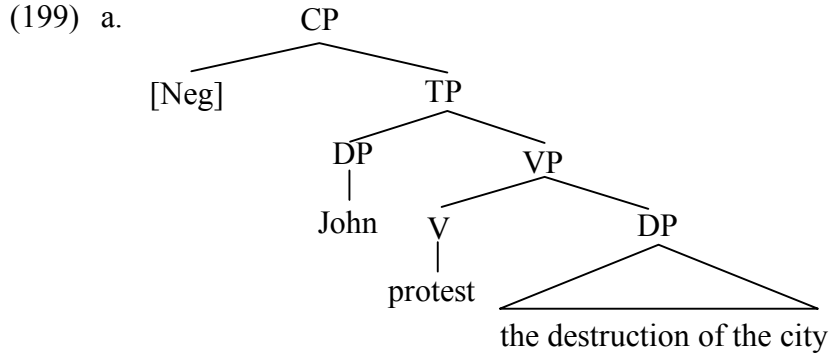 (199) a. CP
[Neg] TP
DP VP
John V DP
protest
the destruction of the city